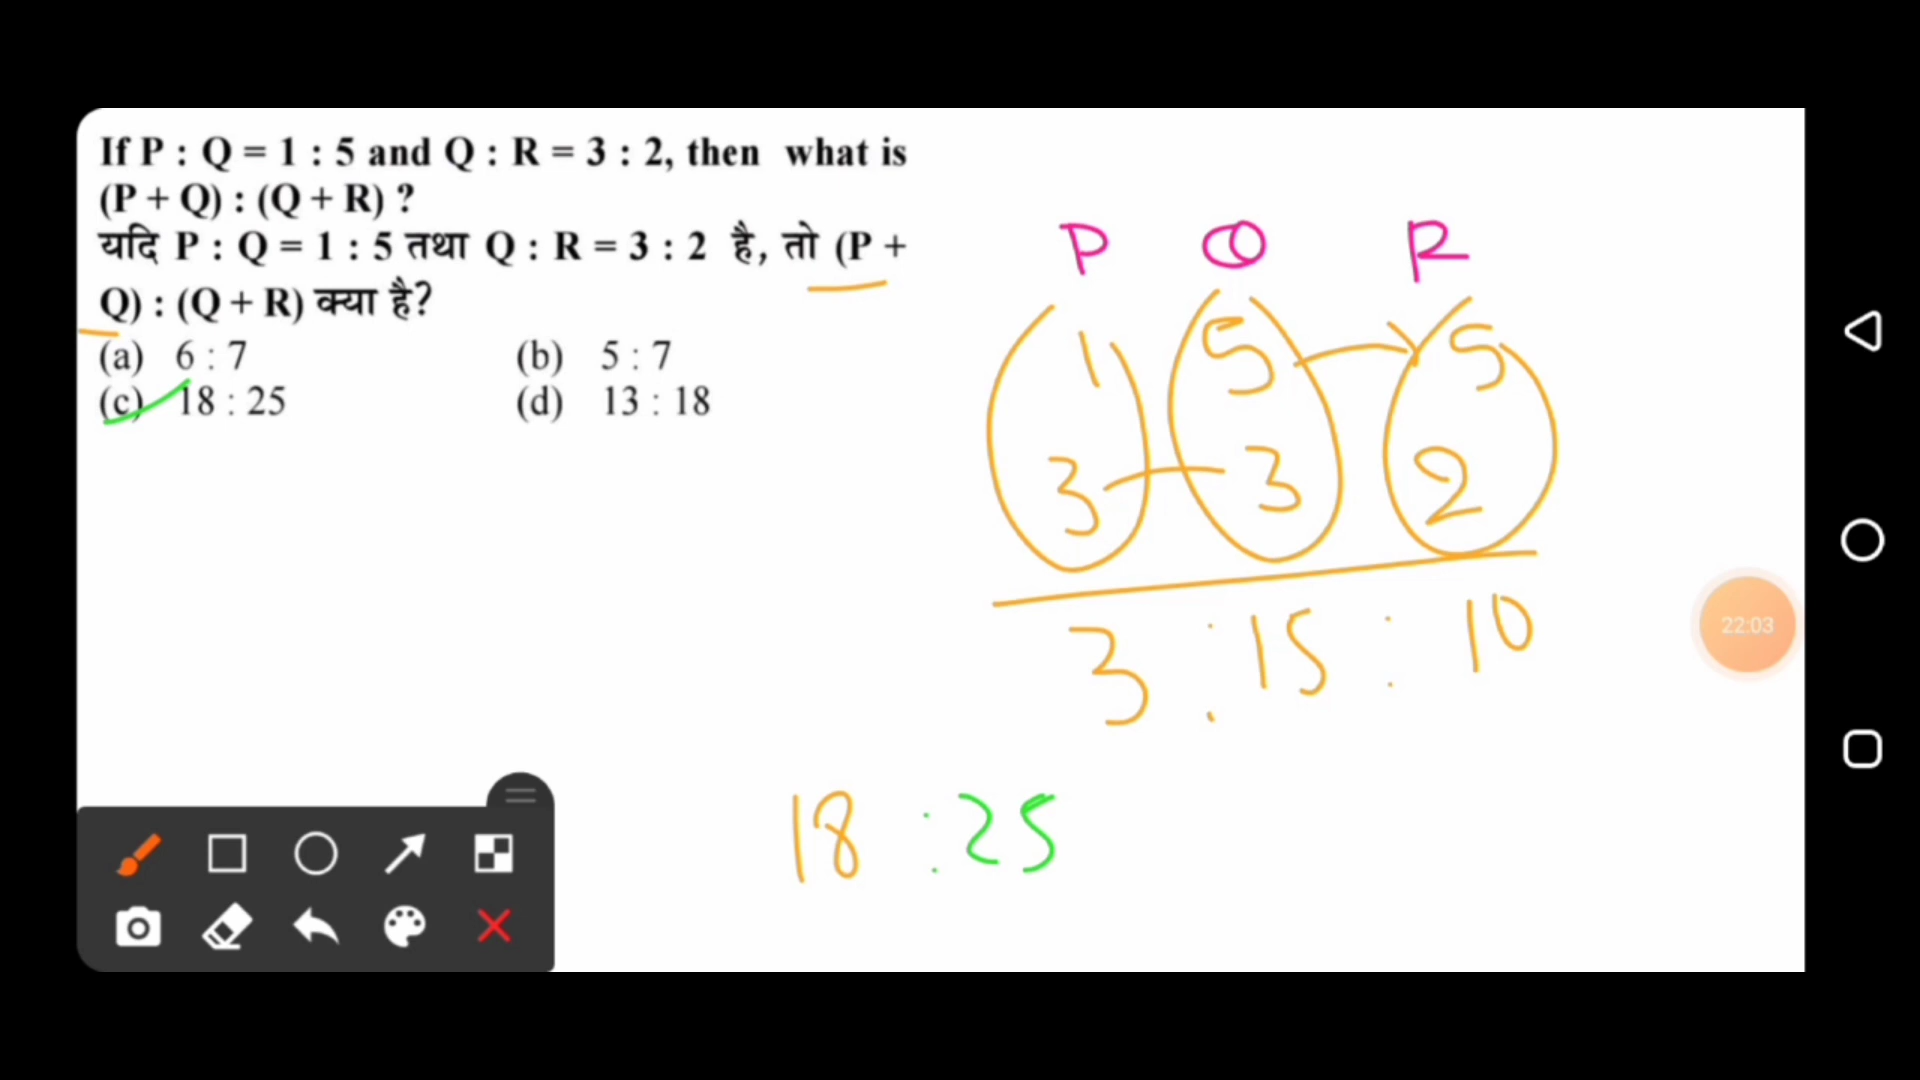 If P : Q = 1 : 5 and Q : R = 3 : 2, then what is
(P + Q) : (Q + R) ?
यदि P : Q = 1 : 5 तथा Q : R = 3 : 2 है, तो (P +
Q) : (Q + R) क्या है?
(a) 6 : 7 (b) 5 : 7
(c) 18 : 25 (d) 13 : 18
P Q R
1 5 5
3 3 2
3 : 15 : 10
18 : 25
22:03